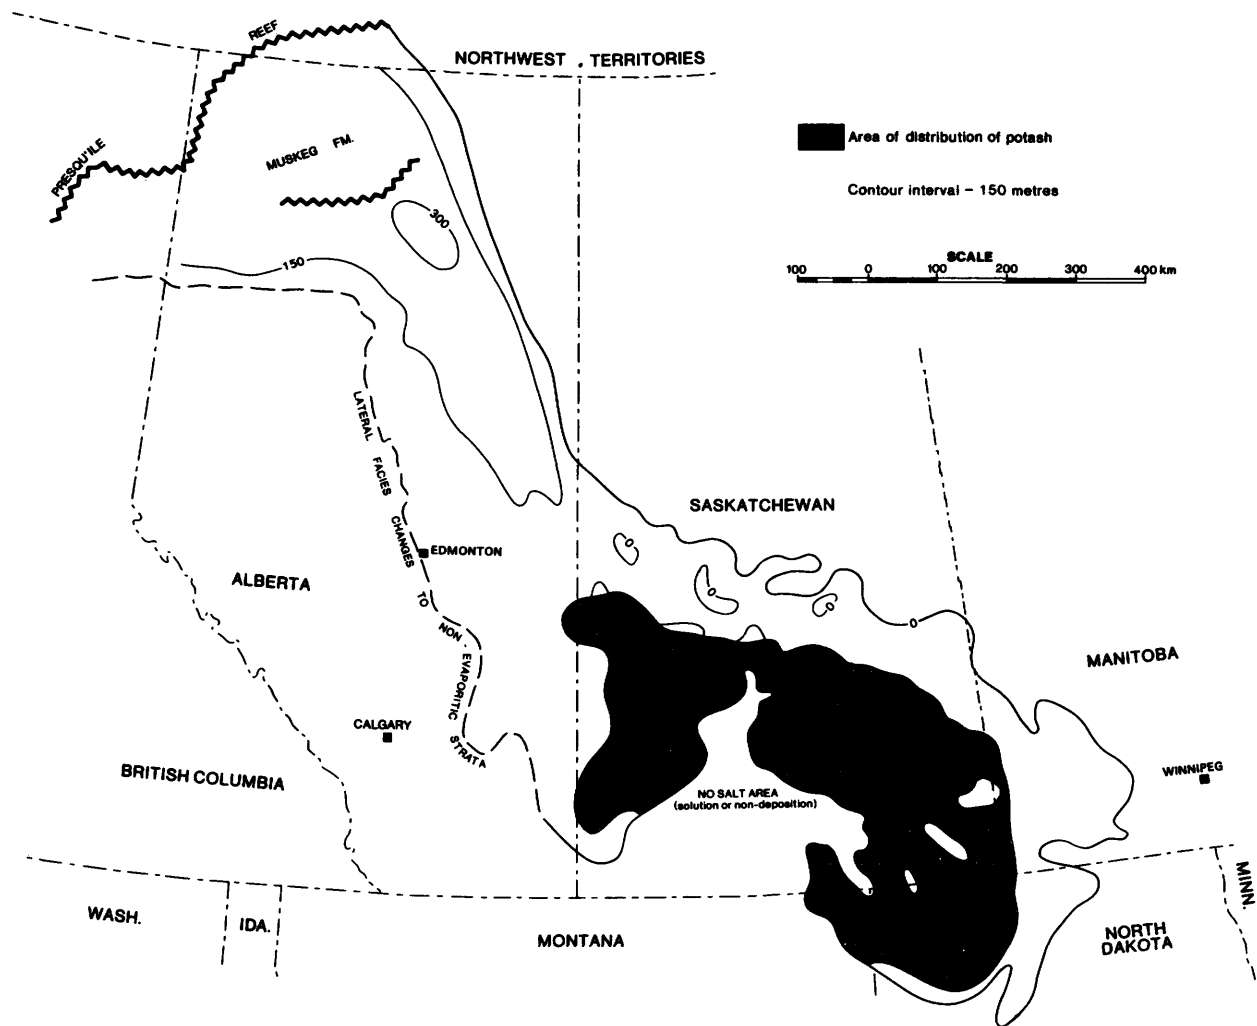 REEF
NORTHWEST TERRITORIES
PRESQU'ILE
MUSKEG FM.
Area of distribution of potash
Contour interval – 150 metres
300
150
SCALE
100 0 100 200 300 400 km
LATERAL FACIES CHANGES TO NON-EVAPORITIC STRATA
SASKATCHEWAN
EDMONTON
ALBERTA
0
0
0
0
MANITOBA
CALGARY
BRITISH COLUMBIA
NO SALT AREA
(solution or non-deposition)
WINNIPEG
WASH.
IDA.
MONTANA
NORTH
DAKOTA
MINN.